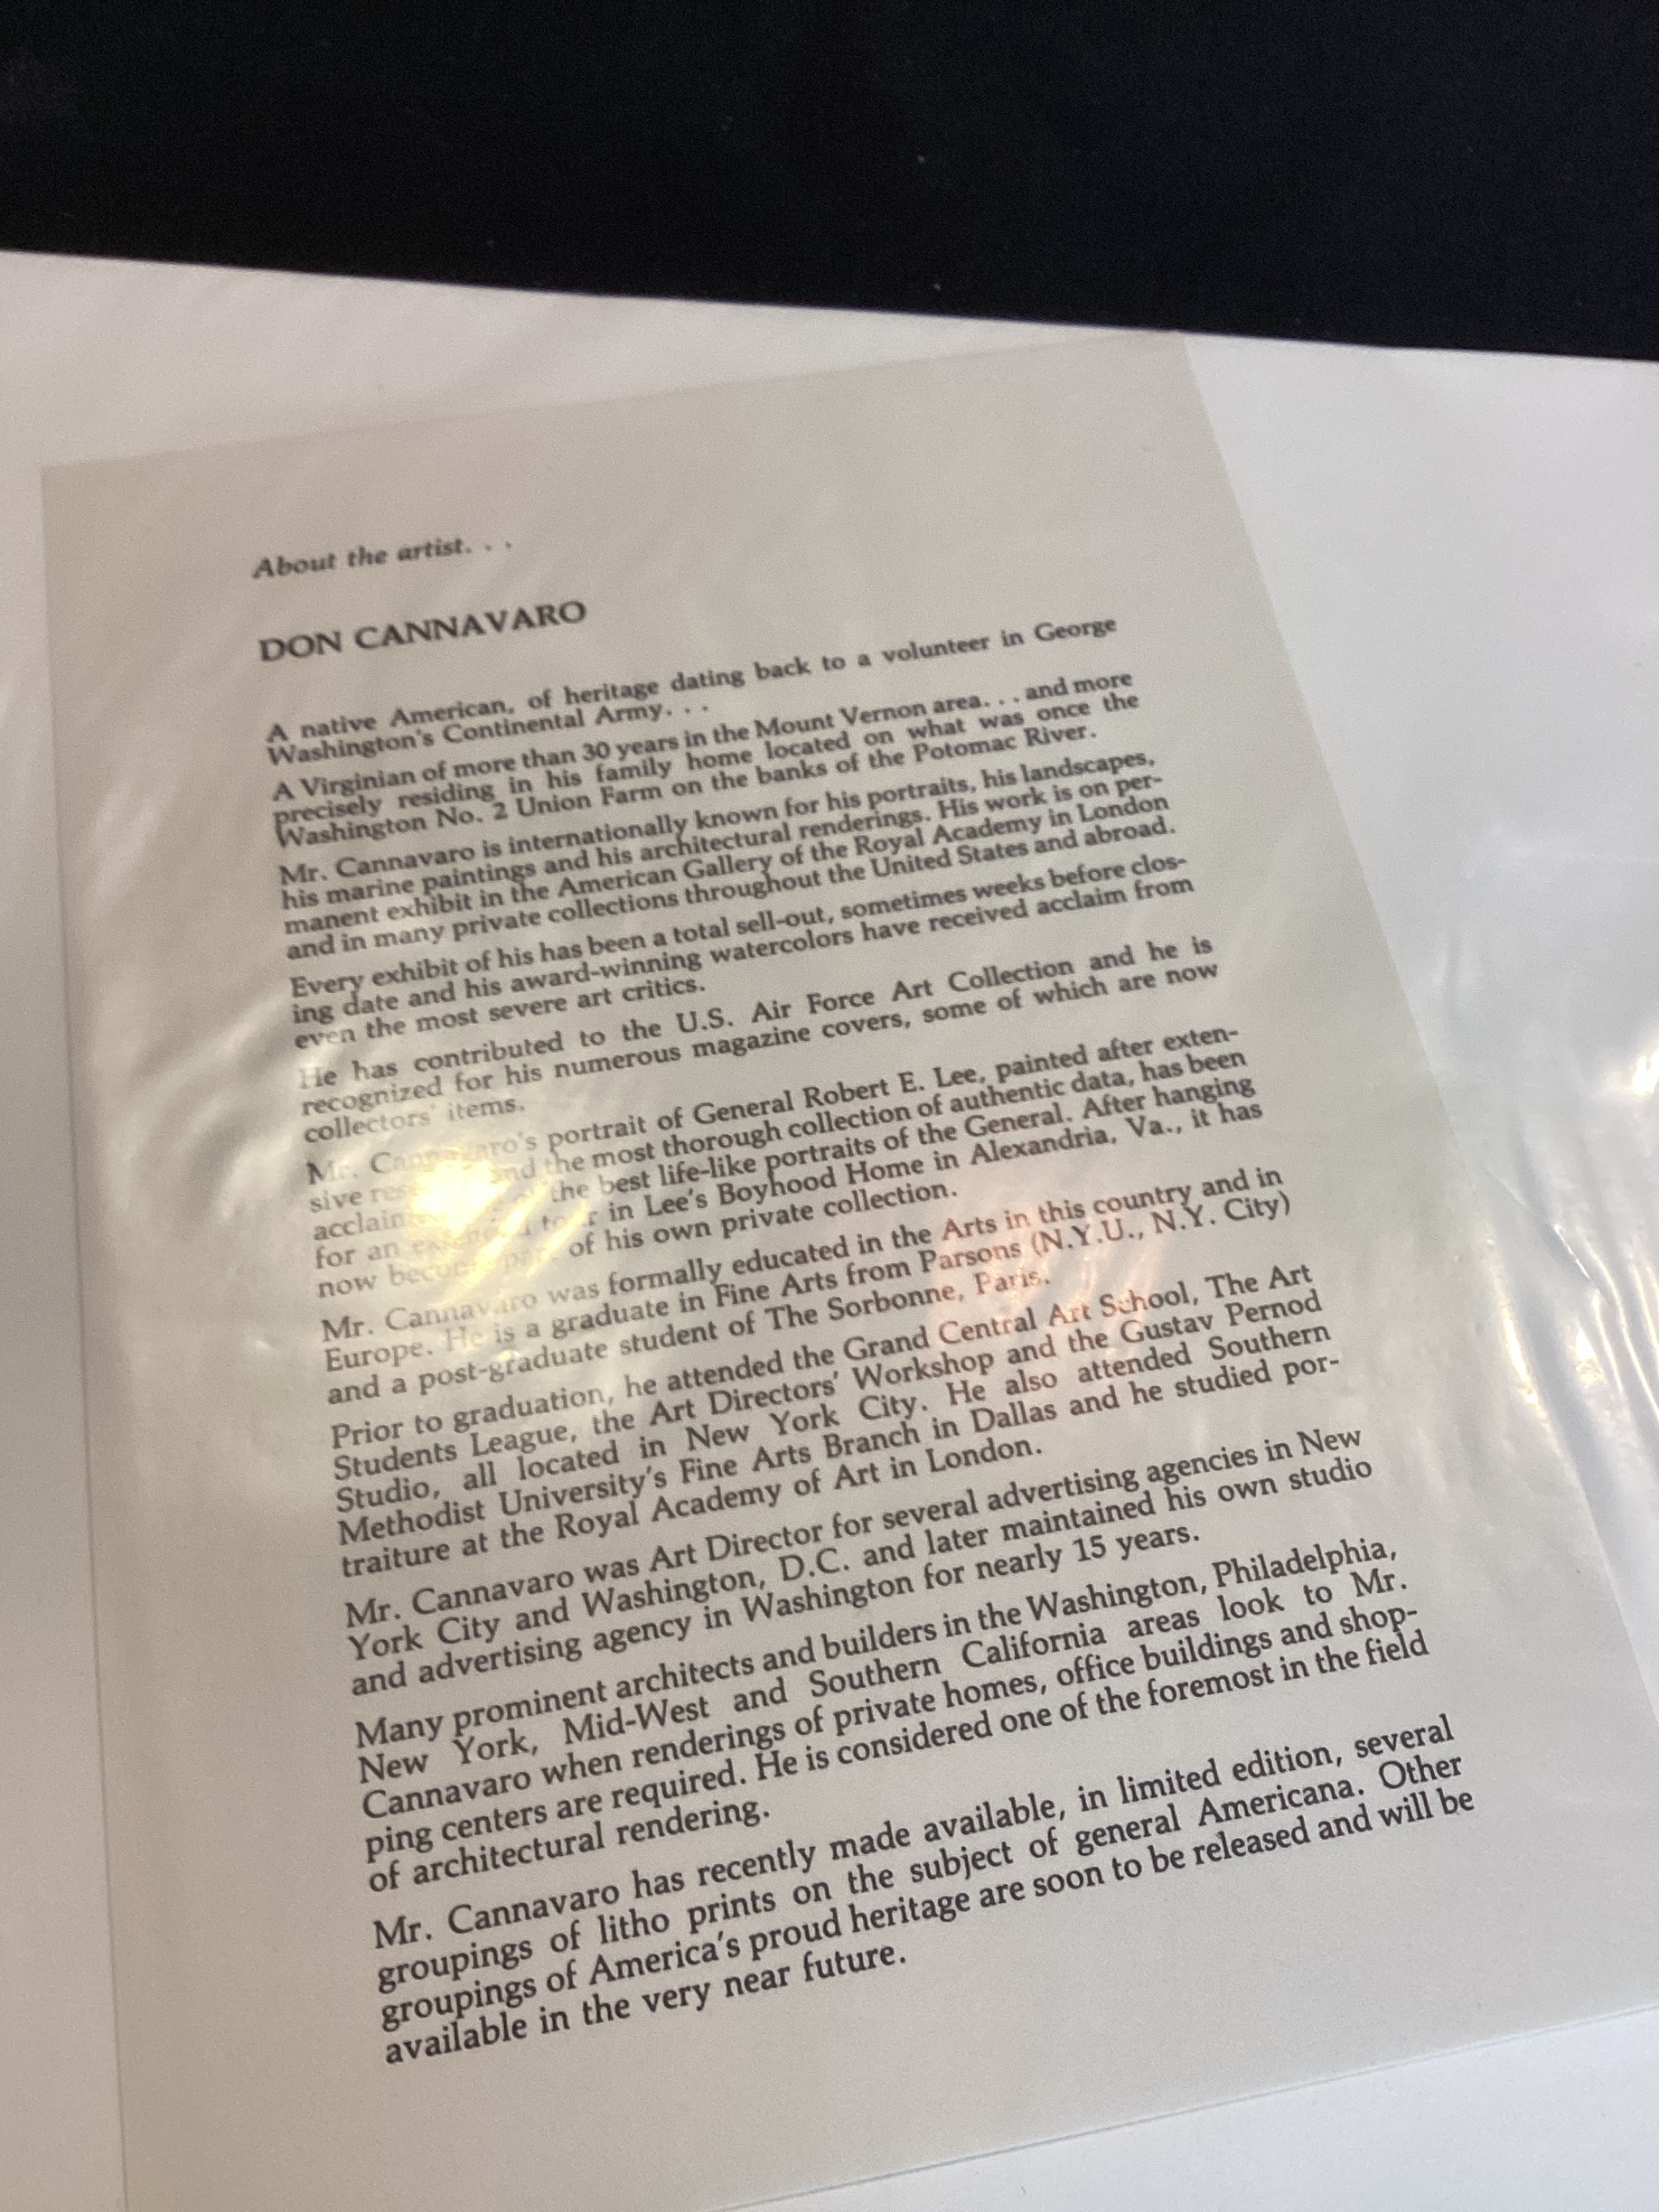 About the artist. . .
DON CANNAVARO
A native American, of heritage dating back to a volunteer in George
Washington's Continental Army. . .
A Virginian of more than 30 years in the Mount Vernon area. . . and more
precisely residing in his family home located on what was once the
Washington No. 2 Union Farm on the banks of the Potomac River.
Mr. Cannavaro is internationally known for his portraits, his landscapes,
his marine paintings and his architectural renderings. His work is on per-
manent exhibit in the American Gallery of the Royal Academy in London
and in many private collections throughout the United States and abroad.
Every exhibit of his has been a total sell-out, sometimes weeks before clos-
ing date and his award-winning watercolors have received acclaim from
even the most severe art critics.
He has contributed to the U.S. Air Force Art Collection and he is
recognized for his numerous magazine covers, some of which are now
collectors' items.
Mr. Cannavaro's portrait of General Robert E. Lee, painted after exten-
sive and the most thorough collection of authentic data, has been
the best life-like portraits of the General. After hanging
for an in Lee's Boyhood Home in Alexandria, Va., it has
now of his own private collection.
Mr. Cannavaro was formally educated in the Arts in this country and in
Europe. He is a graduate in Fine Arts from Parsons (N.Y.U., N.Y. City)
and a post-graduate student of The Sorbonne, Paris.
Prior to graduation, he attended the Grand Central Art School, The Art
Students League, the Art Directors' Workshop and the Gustav Pernod
Studio, all located in New York City. He also attended Southern
Methodist University's Fine Arts Branch in Dallas and he studied por-
traiture at the Royal Academy of Art in London.
Mr. Cannavaro was Art Director for several advertising agencies in New
York City and Washington, D.C. and later maintained his own studio
and advertising agency in Washington for nearly 15 years.
Many prominent architects and builders in the Washington, Philadelphia,
New York, Mid-West and Southern California areas look to Mr.
Cannavaro when renderings of private homes, office buildings and shop-
ping centers are required. He is considered one of the foremost in the field
of architectural rendering.
Mr. Cannavaro has recently made available, in limited edition, several
groupings of litho prints on the subject of general Americana. Other
groupings of America's proud heritage are soon to be released and will be
available in the very near future.